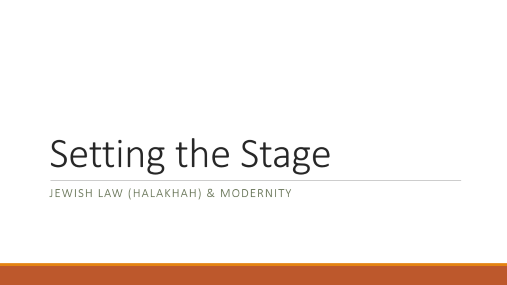 Setting the Stage
JEWISH LAW (HALAKHAH) & MODERNITY